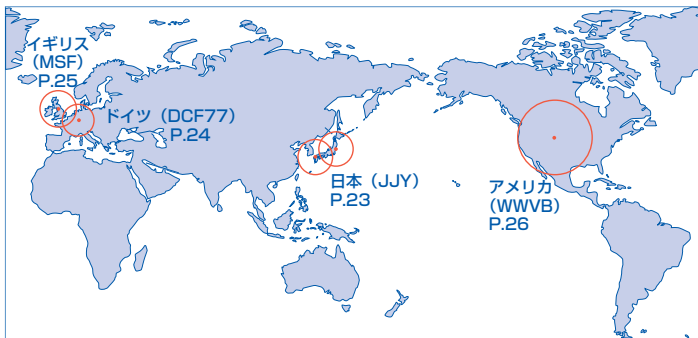 イギリス
（MSF）
P.25
ドイツ（DCF77）
P.24
日本（JJY）
P.23
アメリカ
（WWVB）
P.26